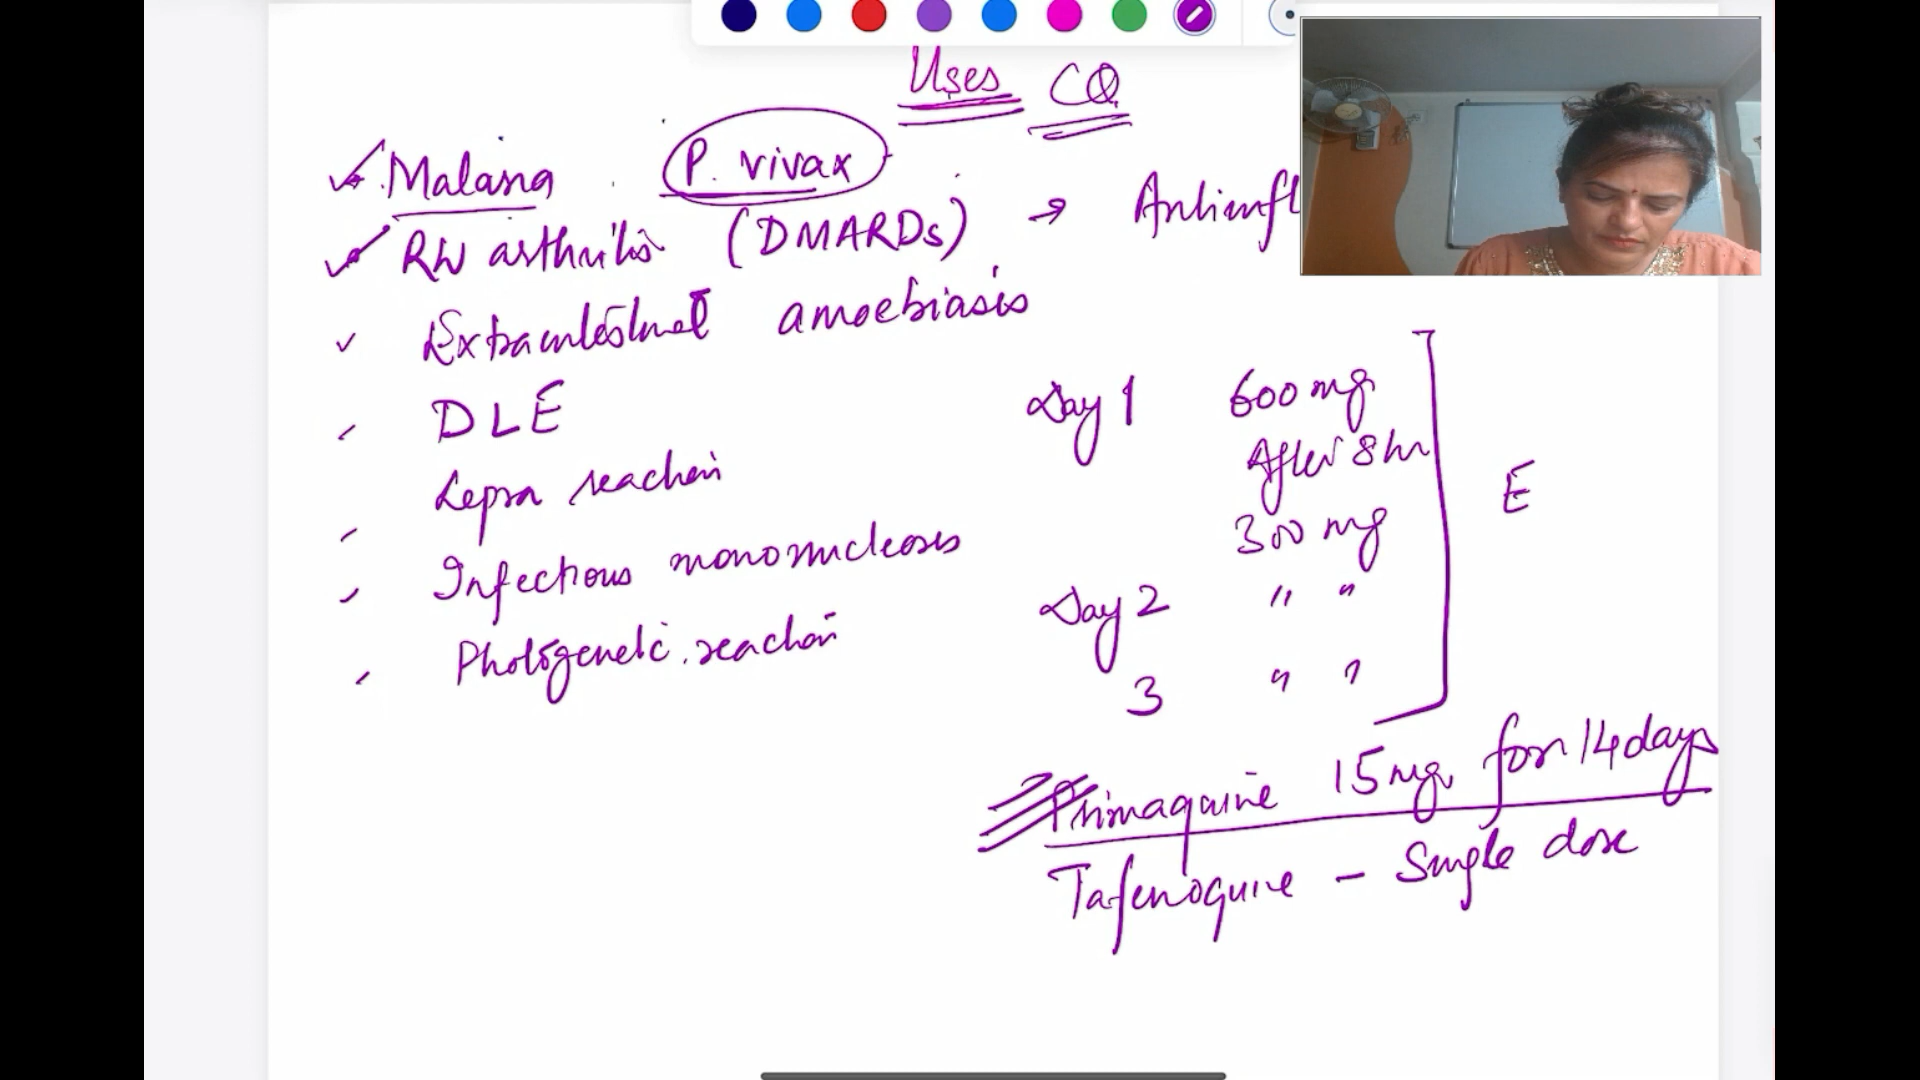 Uses CQ
Malaria P. vivax
Rh arthritis (DMARDs) → Antiinfl
Extraintestinal amoebiasis
DLE
Lepra reaction
Infectious mononucleosis
Photogenetic reaction
Day 1 600 mg
After 8 hr
300 mg
E
Day 2 " "
3 " "
Primaquine 15 mg for 14 days
Tafenoquine - Single dose